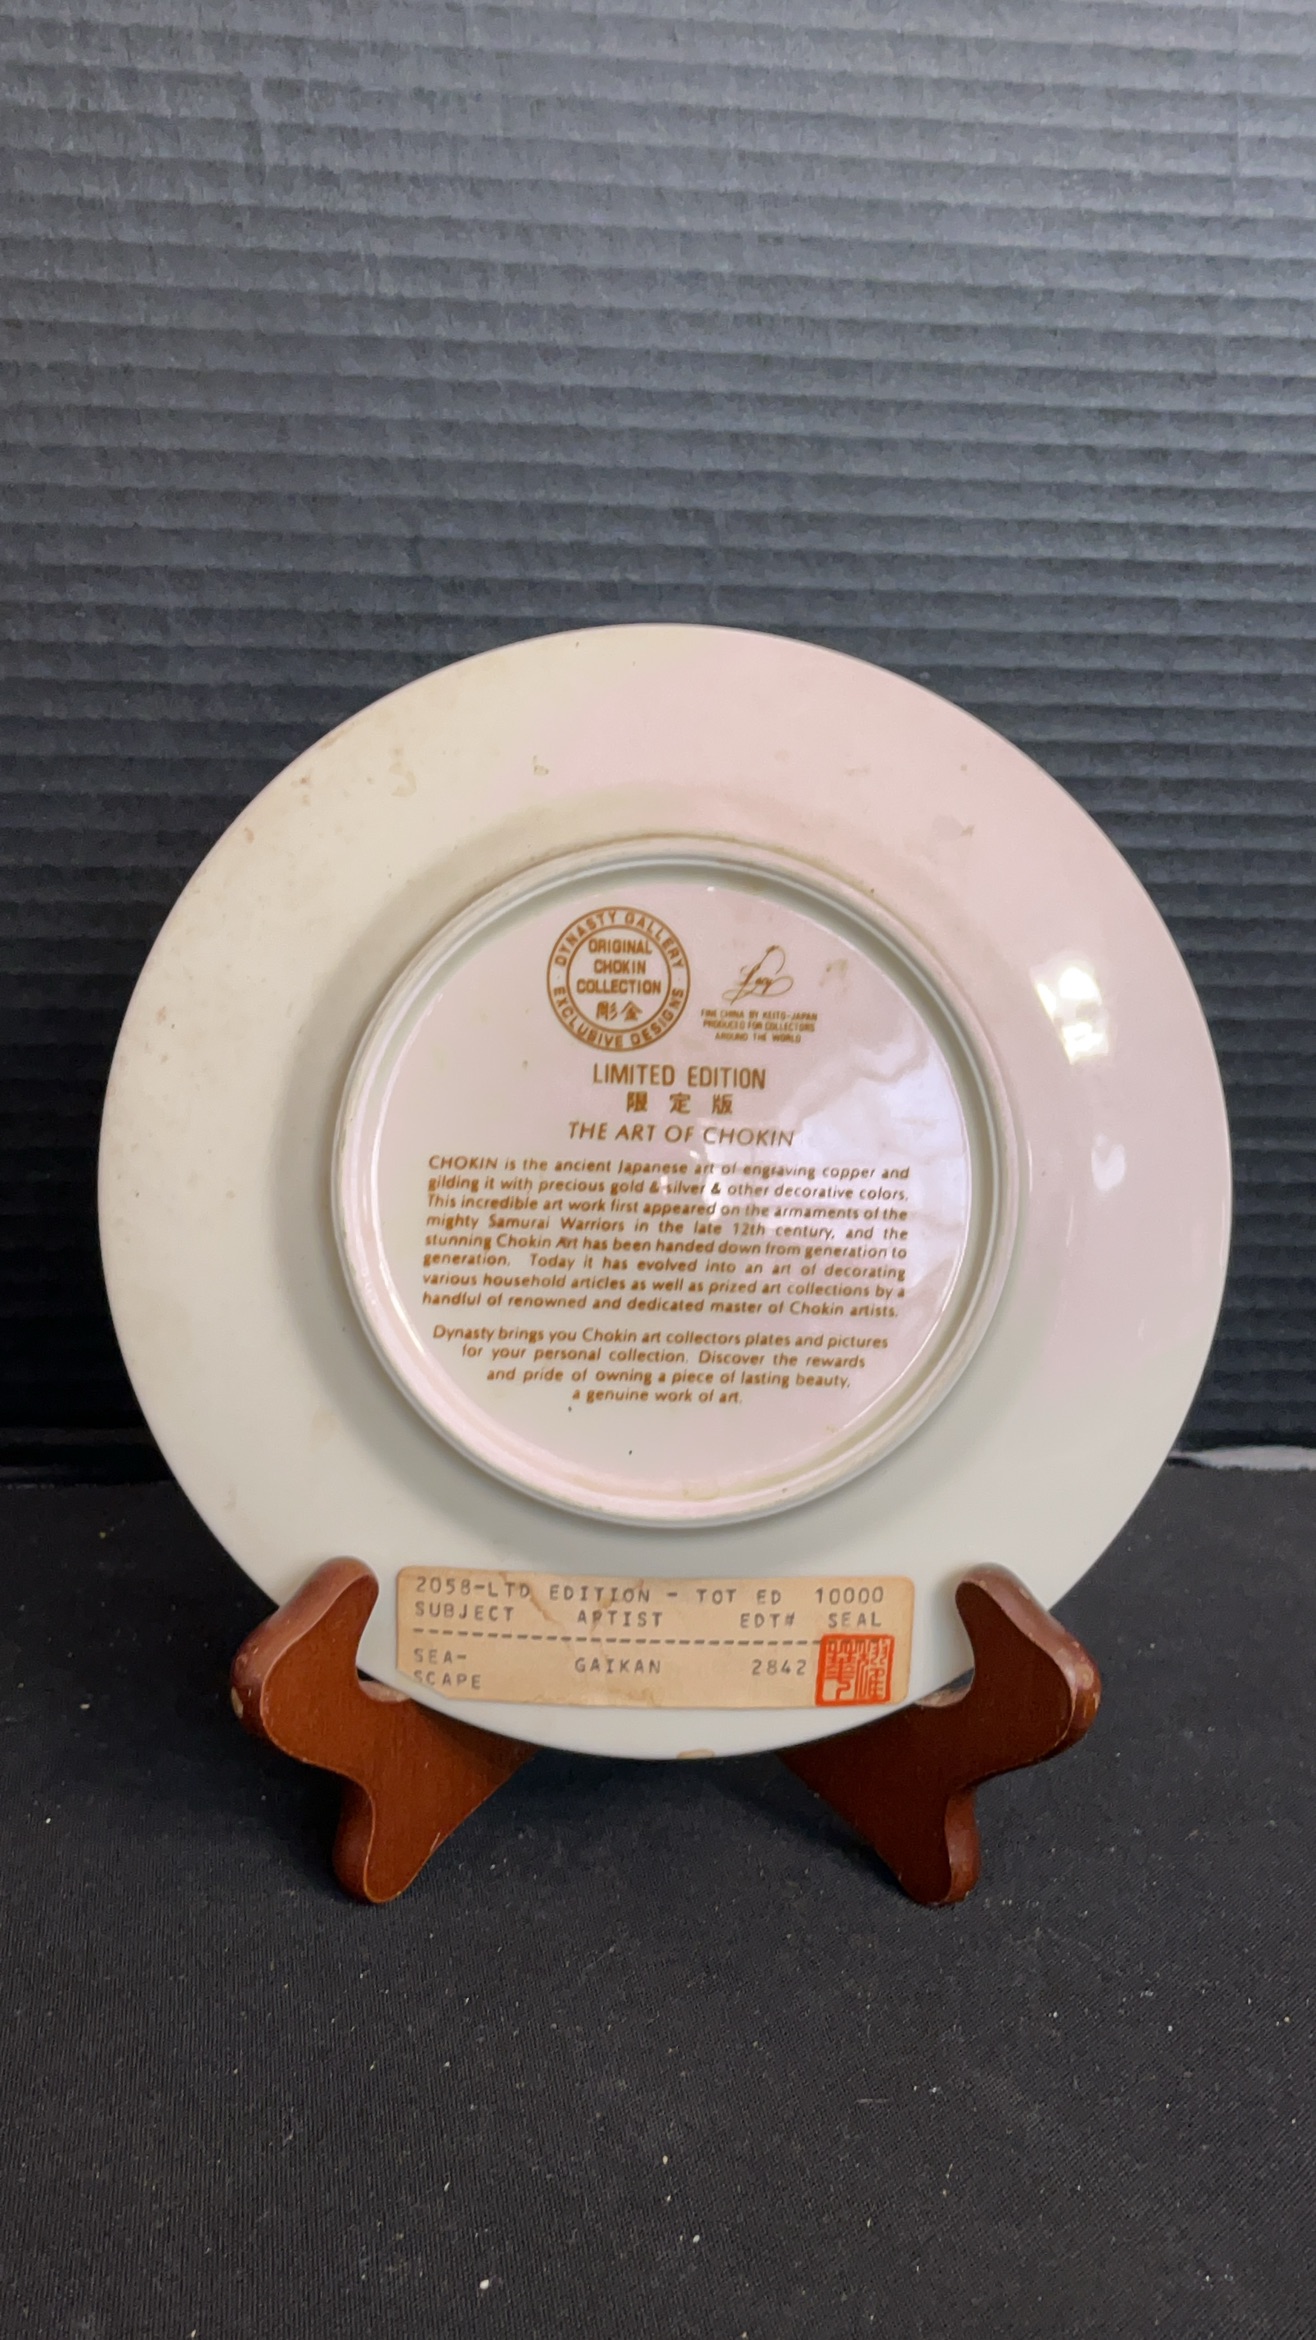 DYNASTY GALLERY
ORIGINAL
CHOKIN
COLLECTION
彫金
EXCLUSIVE DESIGNS
FINE CHINA BY KEITO-JAPAN
PRODUCED FOR COLLECTORS
AROUND THE WORLD
LIMITED EDITION
限定版
THE ART OF CHOKIN
CHOKIN is the ancient Japanese art of engraving copper and
gilding it with precious gold & silver & other decorative colors.
This incredible art work first appeared on the armaments of the
mighty Samurai Warriors in the late 12th century, and the
stunning Chokin Art has been handed down from generation to
generation. Today it has evolved into an art of decorating
various household articles as well as prized art collections by a
handful of renowned and dedicated master of Chokin artists.
Dynasty brings you Chokin art collectors plates and pictures
for your personal collection. Discover the rewards
and pride of owning a piece of lasting beauty,
a genuine work of art.
2058-LTD EDITION - TOT ED 10000
SUBJECT ARTIST EDT# SEAL
SEA- GAIKAN 2842
SCAPE